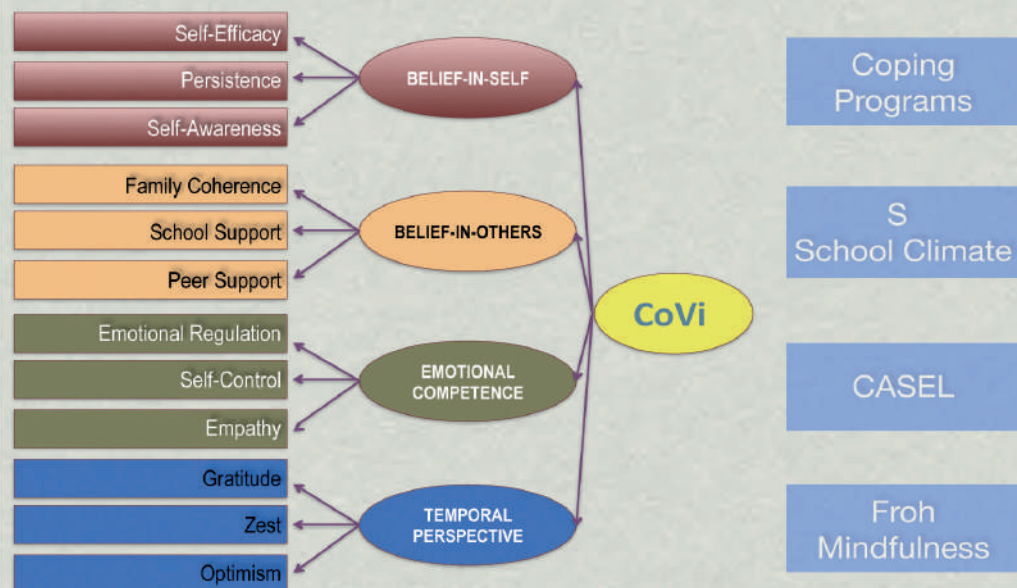 Self-Efficacy
Persistence
Self-Awareness
BELIEF-IN-SELF
Coping
Programs
Family Coherence
School Support
Peer Support
BELIEF-IN-OTHERS
S
School Climate
CoVi
Emotional Regulation
Self-Control
Empathy
EMOTIONAL
COMPETENCE
CASEL
Gratitude
Zest
Optimism
TEMPORAL
PERSPECTIVE
Froh
Mindfulness